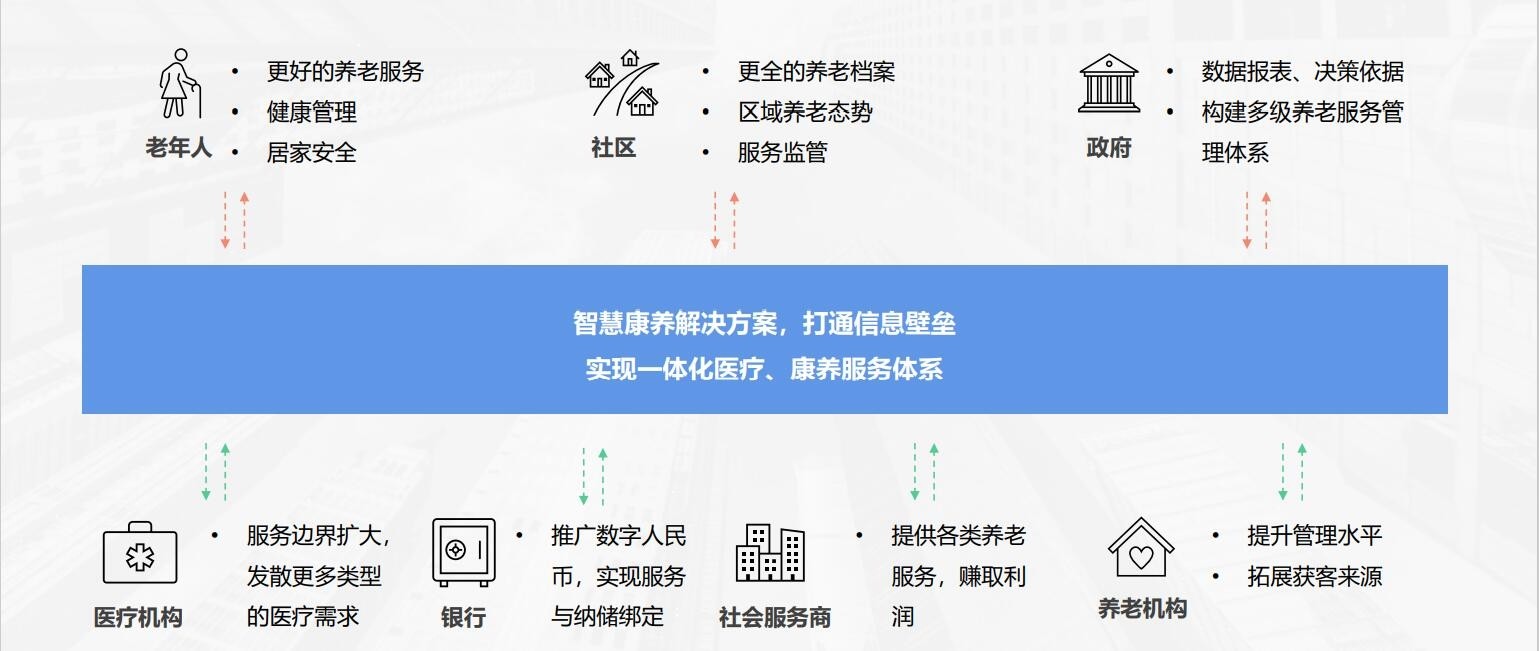 老年人
• 更好的养老服务
• 健康管理
• 居家安全
社区
• 更全的养老档案
• 区域养老态势
• 服务监管
政府
• 数据报表、决策依据
• 构建多级养老服务管
理体系
智慧康养解决方案，打通信息壁垒
实现一体化医疗、康养服务体系
医疗机构
• 服务边界扩大，
发散更多类型
的医疗需求
银行
• 推广数字人民
币，实现服务
与纳储绑定
社会服务商
• 提供各类养老
服务，赚取利
润
养老机构
• 提升管理水平
• 拓展获客来源